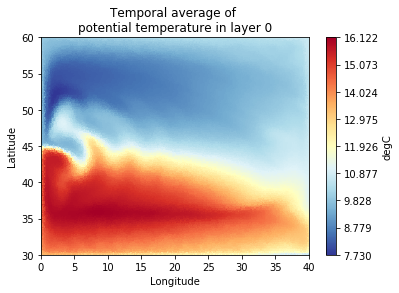 Temporal average of
potential temperature in layer 0
60
55
50
45
40
35
30
Latitude
0 5 10 15 20 25 30 35 40
Longitude
16.122
15.073
14.024
12.975
11.926
10.877
9.828
8.779
7.730
degC